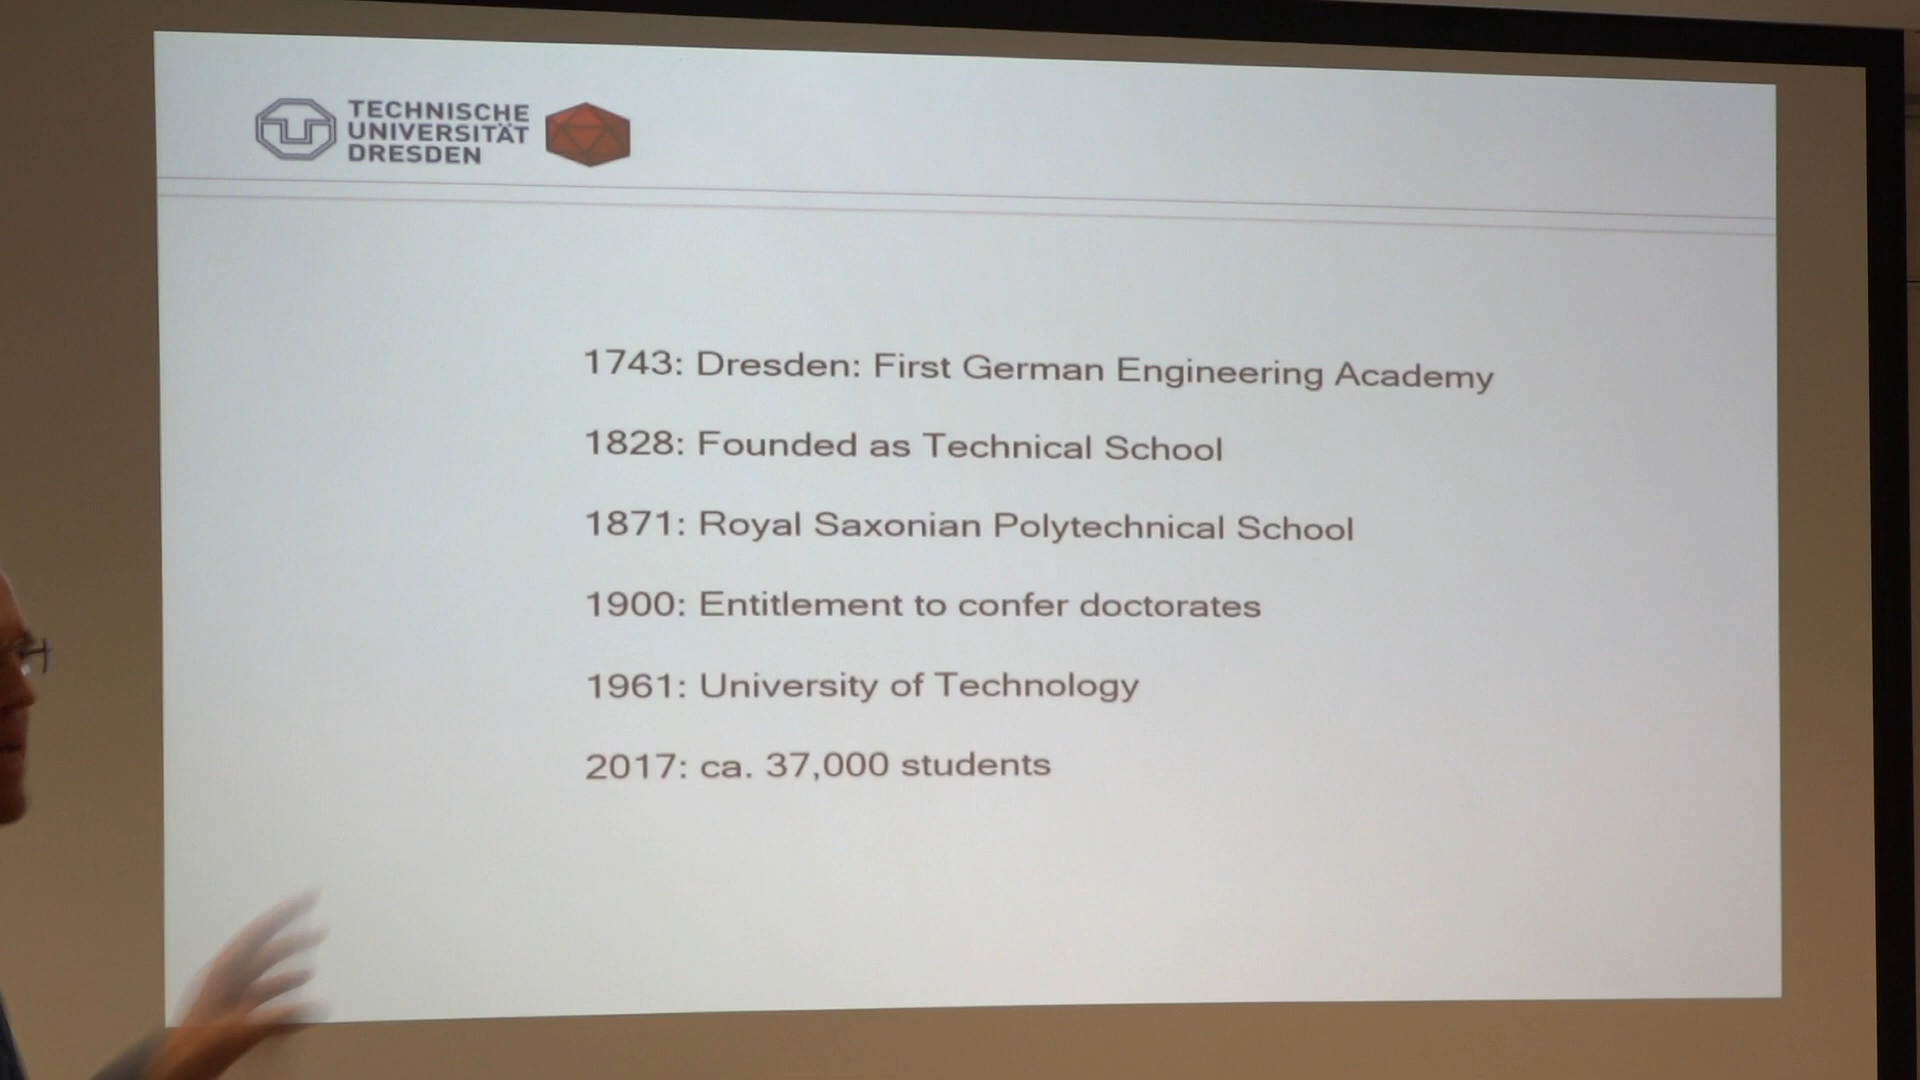 TECHNISCHE
UNIVERSITÄT
DRESDEN
1743: Dresden: First German Engineering Academy
1828: Founded as Technical School
1871: Royal Saxonian Polytechnical School
1900: Entitlement to confer doctorates
1961: University of Technology
2017: ca. 37,000 students